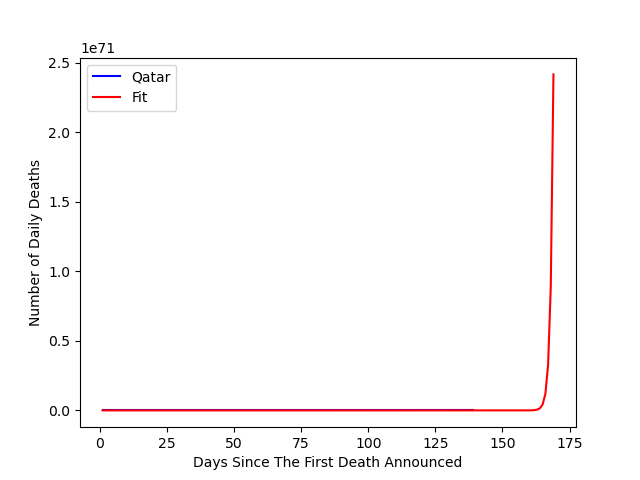 1e71
2.5
2.0
1.5
1.0
0.5
0.0
Number of Daily Deaths
Qatar
Fit
0 25 50 75 100 125 150 175
Days Since The First Death Announced